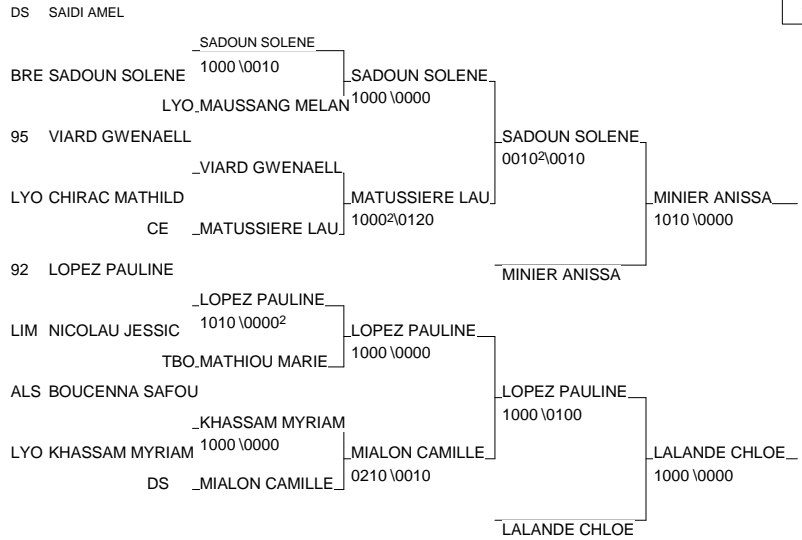 DS SAIDI AMEL
SADOUN SOLENE
1000 \0010
BRE SADOUN SOLENE
SADOUN SOLENE
1000 \0000
LYO MAUSSANG MELAN
95 VIARD GWENAELL
SADOUN SOLENE
0010²\0010
VIARD GWENAELL
LYO CHIRAC MATHILD
MATUSSIERE LAU
1000²\0120
MINIER ANISSA
1010 \0000
CE MATUSSIERE LAU
92 LOPEZ PAULINE
MINIER ANISSA
LOPEZ PAULINE
1010 \0000²
LIM NICOLAU JESSIC
LOPEZ PAULINE
1000 \0000
TBO MATHIOU MARIE
ALS BOUCENNA SAFOU
LOPEZ PAULINE
1000 \0100
KHASSAM MYRIAM
1000 \0000
LYO KHASSAM MYRIAM
MIALON CAMILLE
0210 \0010
LALANDE CHLOE
1000 \0000
DS MIALON CAMILLE
LALANDE CHLOE